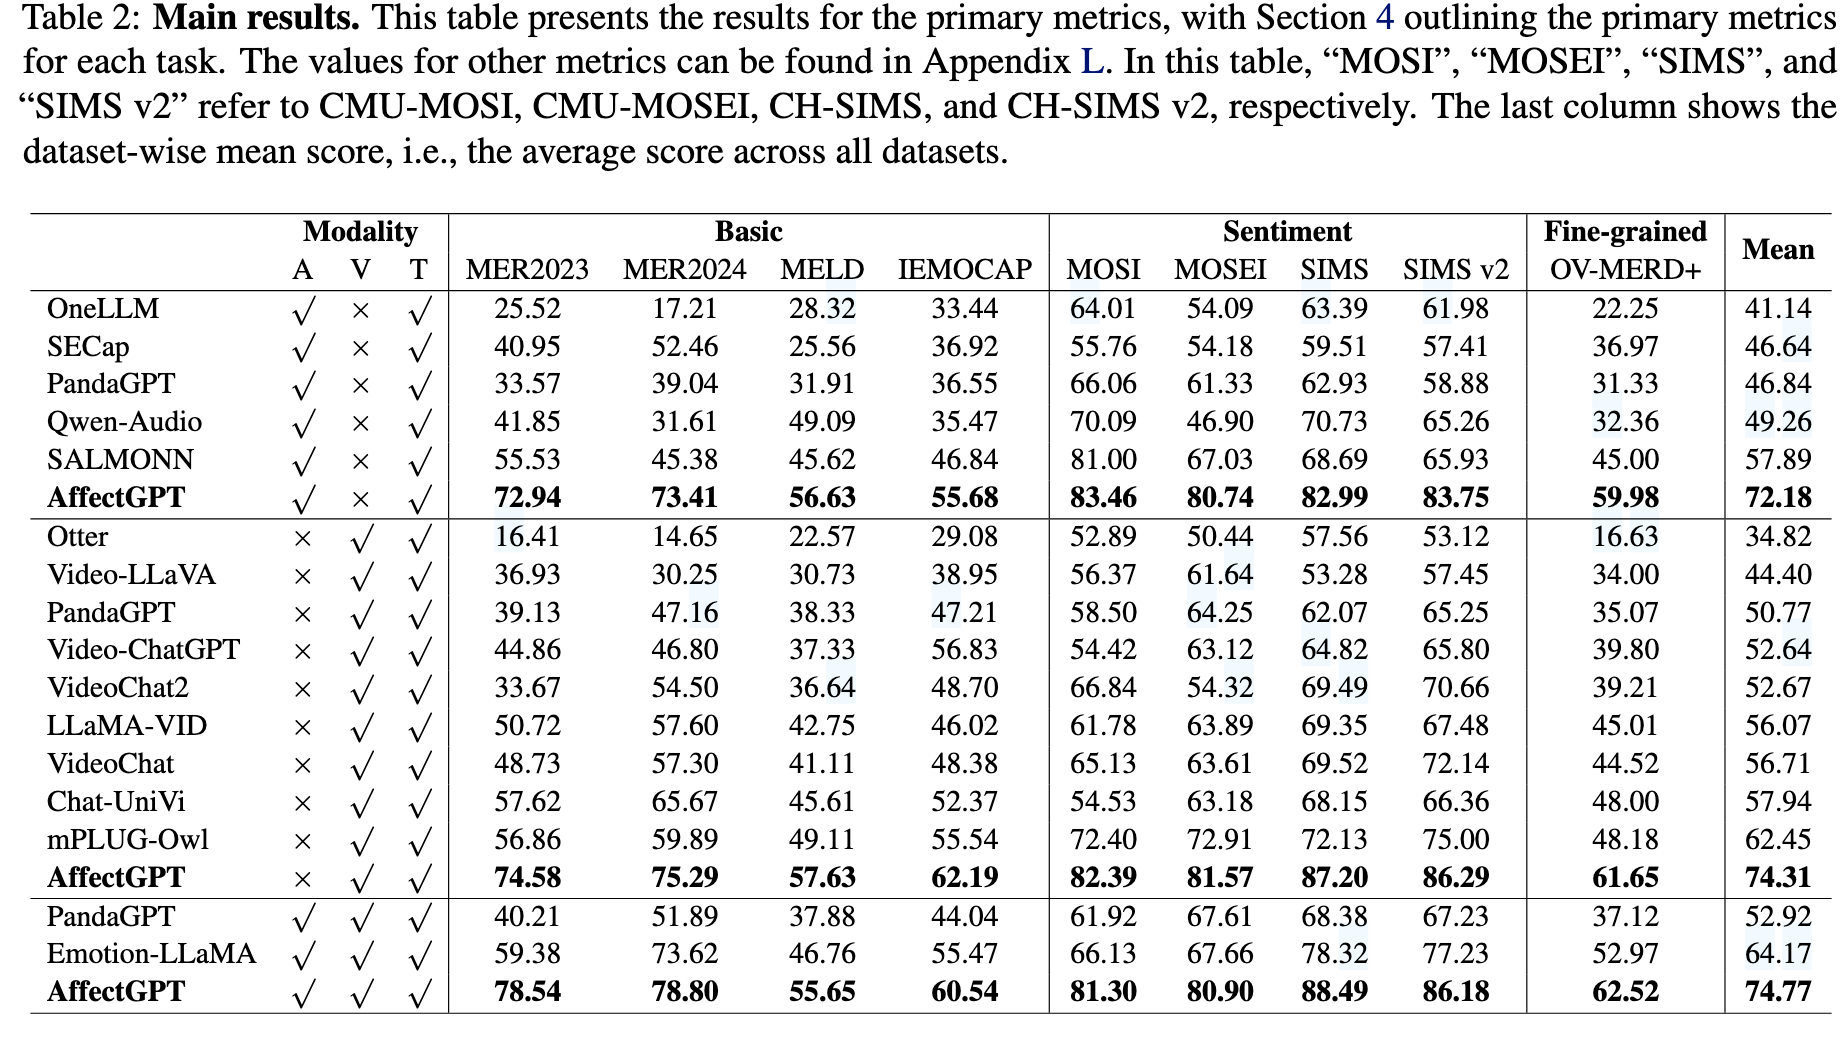 Table 2: Main results. This table presents the results for the primary metrics, with Section 4 outlining the primary metrics
for each task. The values for other metrics can be found in Appendix L. In this table, “MOSI”, “MOSEI”, “SIMS”, and
“SIMS v2” refer to CMU-MOSI, CMU-MOSEI, CH-SIMS, and CH-SIMS v2, respectively. The last column shows the
dataset-wise mean score, i.e., the average score across all datasets.
Modality Basic Sentiment Fine-grained Mean
A V T MER2023 MER2024 MELD IEMOCAP MOSI MOSEI SIMS SIMS v2 OV-MERD+
OneLLM √ × √ 25.52 17.21 28.32 33.44 64.01 54.09 63.39 61.98 22.25 41.14
SECap √ × √ 40.95 52.46 25.56 36.92 55.76 54.18 59.51 57.41 36.97 46.64
PandaGPT √ × √ 33.57 39.04 31.91 36.55 66.06 61.33 62.93 58.88 31.33 46.84
Qwen-Audio √ × √ 41.85 31.61 49.09 35.47 70.09 46.90 70.73 65.26 32.36 49.26
SALMONN √ × √ 55.53 45.38 45.62 46.84 81.00 67.03 68.69 65.93 45.00 57.89
AffectGPT √ × √ 72.94 73.41 56.63 55.68 83.46 80.74 82.99 83.75 59.98 72.18
Otter × √ √ 16.41 14.65 22.57 29.08 52.89 50.44 57.56 53.12 16.63 34.82
Video-LLaVA × √ √ 36.93 30.25 30.73 38.95 56.37 61.64 53.28 57.45 34.00 44.40
PandaGPT × √ √ 39.13 47.16 38.33 47.21 58.50 64.25 62.07 65.25 35.07 50.77
Video-ChatGPT × √ √ 44.86 46.80 37.33 56.83 54.42 63.12 64.82 65.80 39.80 52.64
VideoChat2 × √ √ 33.67 54.50 36.64 48.70 66.84 54.32 69.49 70.66 39.21 52.67
LLaMA-VID × √ √ 50.72 57.60 42.75 46.02 61.78 63.89 69.35 67.48 45.01 56.07
VideoChat × √ √ 48.73 57.30 41.11 48.38 65.13 63.61 69.52 72.14 44.52 56.71
Chat-UniVi × √ √ 57.62 65.67 45.61 52.37 54.53 63.18 68.15 66.36 48.00 57.94
mPLUG-Owl × √ √ 56.86 59.89 49.11 55.54 72.40 72.91 72.13 75.00 48.18 62.45
AffectGPT × √ √ 74.58 75.29 57.63 62.19 82.39 81.57 87.20 86.29 61.65 74.31
PandaGPT √ √ √ 40.21 51.89 37.88 44.04 61.92 67.61 68.38 67.23 37.12 52.92
Emotion-LLaMA √ √ √ 59.38 73.62 46.76 55.47 66.13 67.66 78.32 77.23 52.97 64.17
AffectGPT √ √ √ 78.54 78.80 55.65 60.54 81.30 80.90 88.49 86.18 62.52 74.77